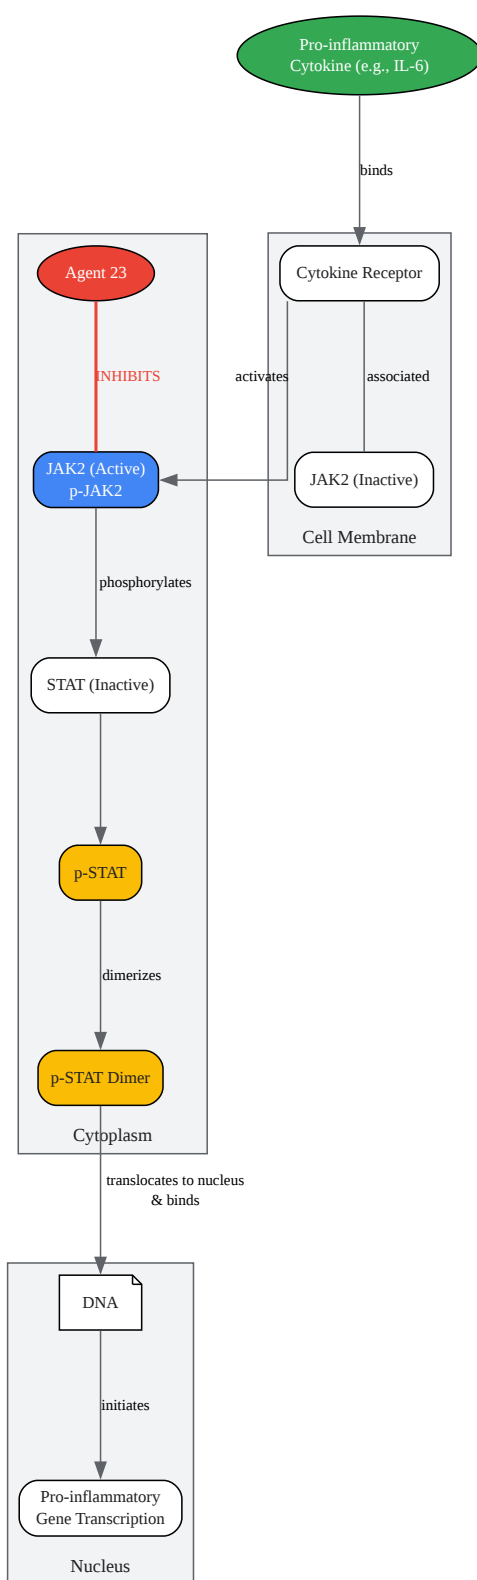 Pro-inflammatory
Cytokine (e.g., IL-6)
binds
Agent 23
Cytokine Receptor
INHIBITS
activates
associated
JAK2 (Active)
p-JAK2
JAK2 (Inactive)
Cell Membrane
phosphorylates
STAT (Inactive)
p-STAT
dimerizes
p-STAT Dimer
Cytoplasm
translocates to nucleus
& binds
DNA
initiates
Pro-inflammatory
Gene Transcription
Nucleus